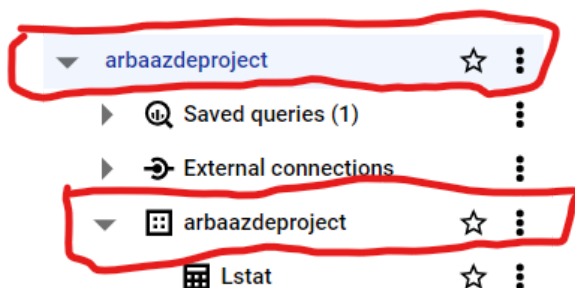 arbaazdeproject
Saved queries (1)
External connections
arbaazdeproject
Lstat